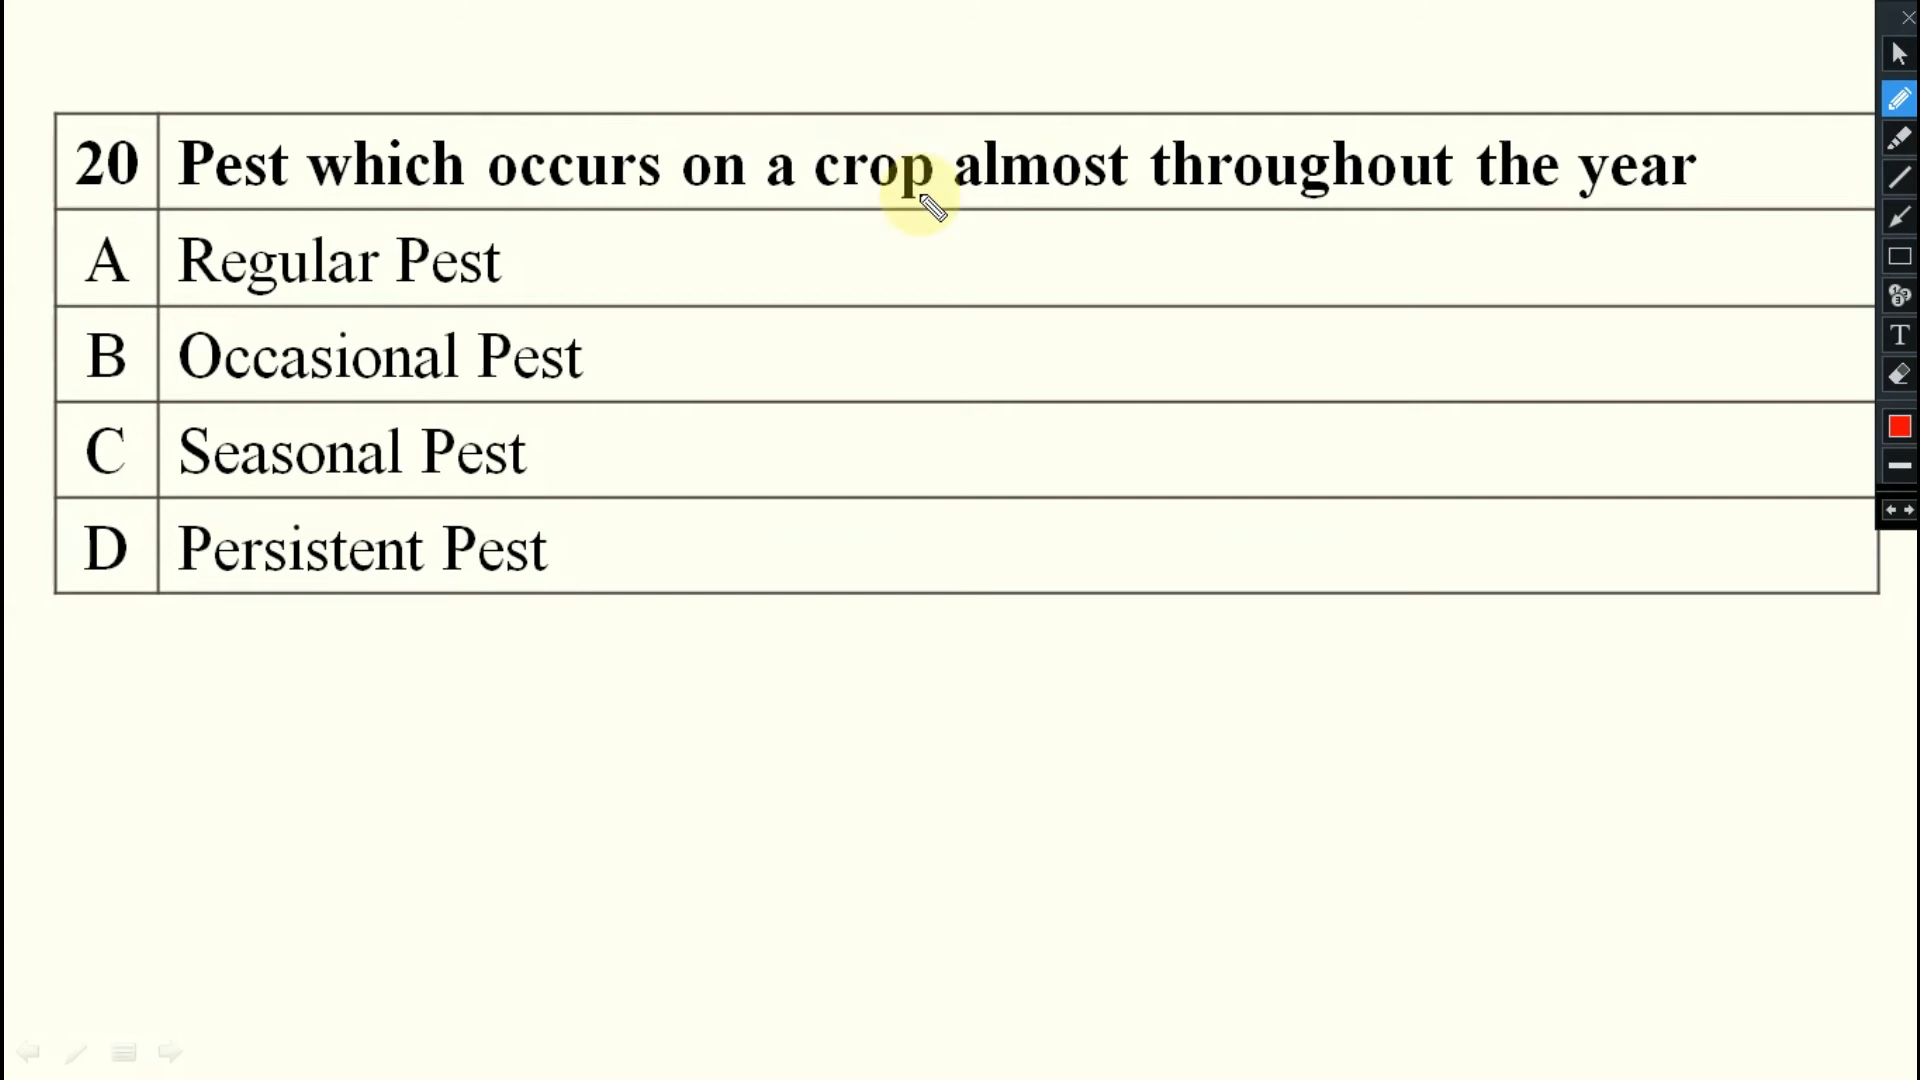 20 Pest which occurs on a crop almost throughout the year
A Regular Pest
B Occasional Pest
C Seasonal Pest
D Persistent Pest
T